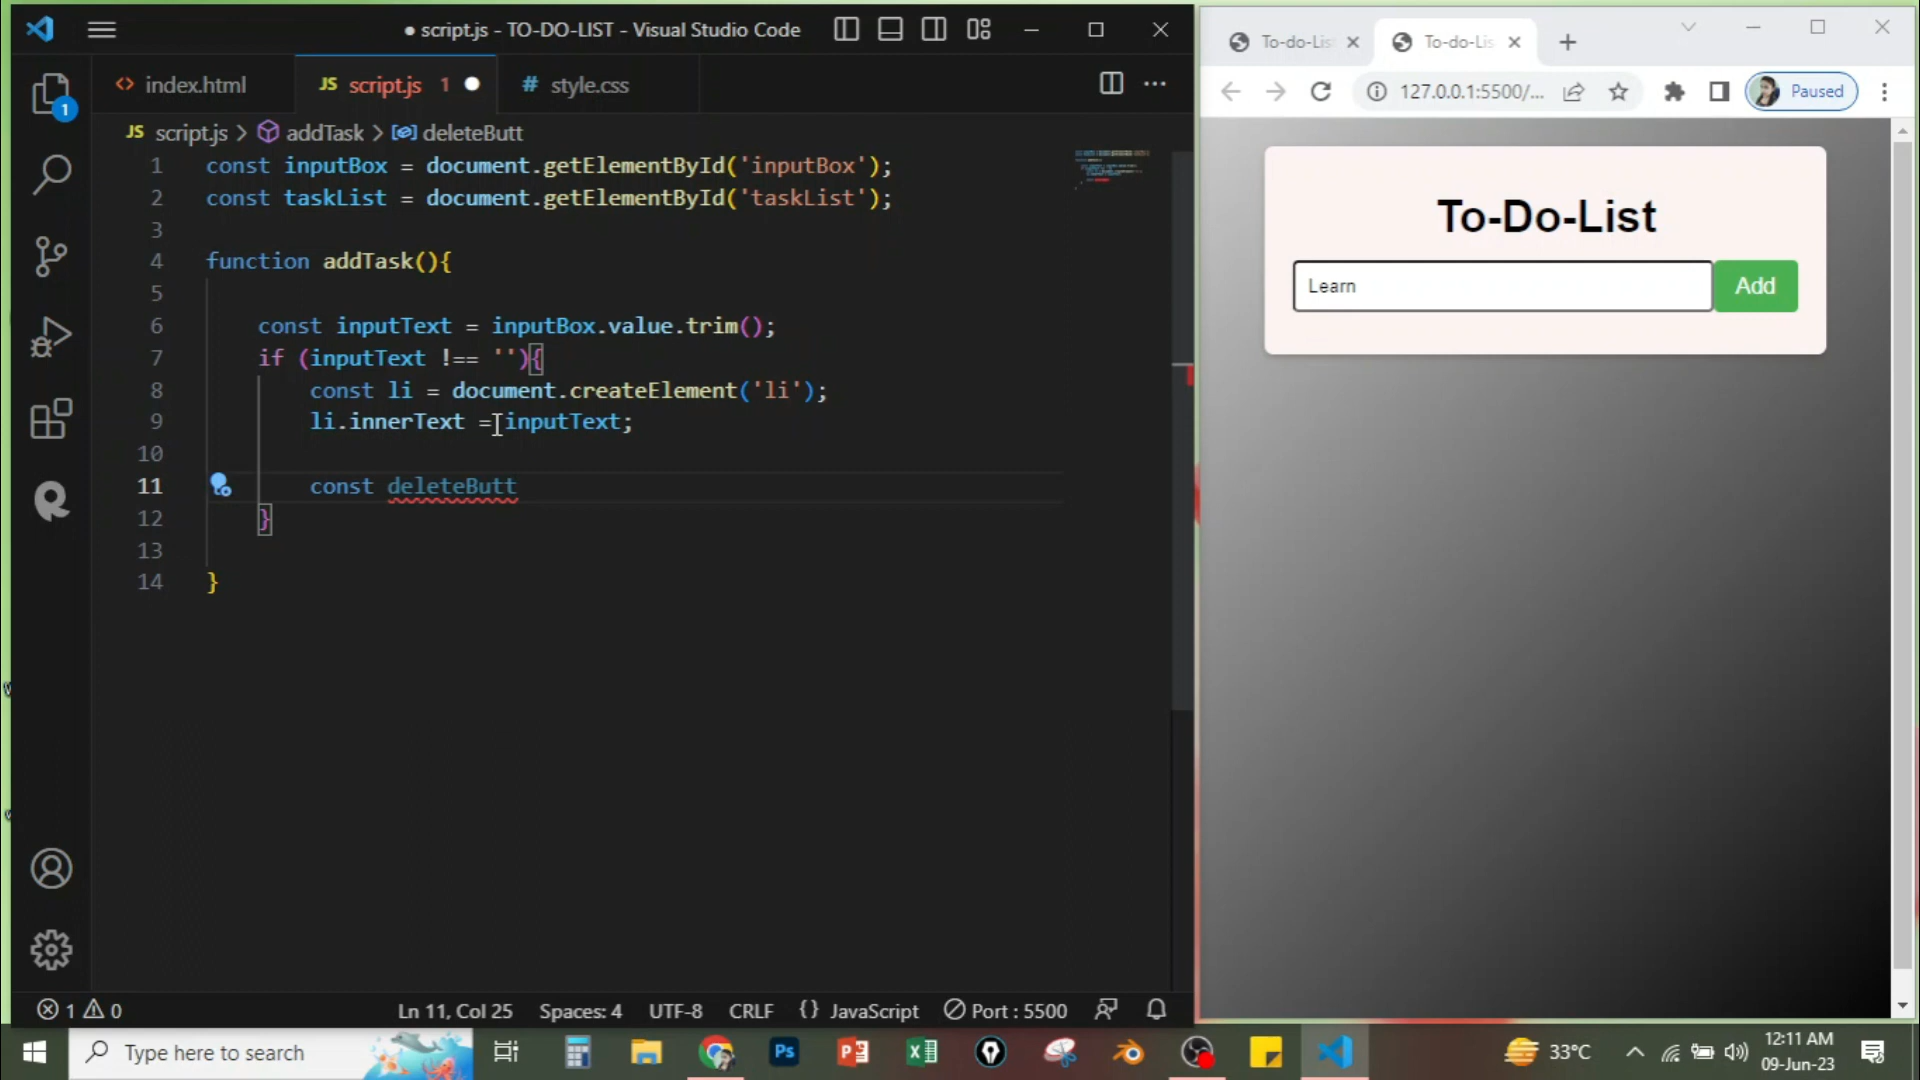 script.js - TO-DO-LIST - Visual Studio Code
index.html
JS script.js 1
# style.css
JS script.js > addTask > deleteButt
1 const inputBox = document.getElementById('inputBox');
2 const taskList = document.getElementById('taskList');
3
4 function addTask(){
5
6 const inputText = inputBox.value.trim();
7 if (inputText !== ''){
8 const li = document.createElement('li');
9 li.innerText = inputText;
10
11 const deleteButt
12 }
13
14 }
1
1 0
Ln 11, Col 25
Spaces: 4
UTF-8
CRLF
{} JavaScript
Port : 5500
To-do-Lis
To-do-Lis
127.0.0.1:5500/...
Paused
To-Do-List
Learn
Add
Type here to search
Ps
33°C
12:11 AM
09-Jun-23